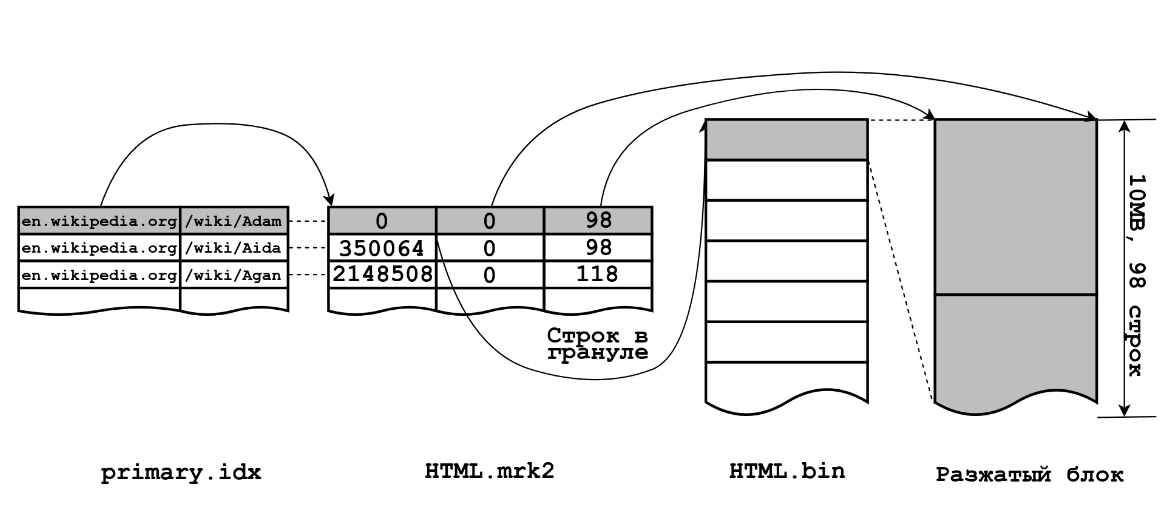 en.wikipedia.org /wiki/Adam 0 0 98
en.wikipedia.org /wiki/Aida 350064 0 98
en.wikipedia.org /wiki/Agan 2148508 0 118
Строк в
грануле
10MB, 98 строк
primary.idx
HTML.mrk2
HTML.bin
Разжатый блок